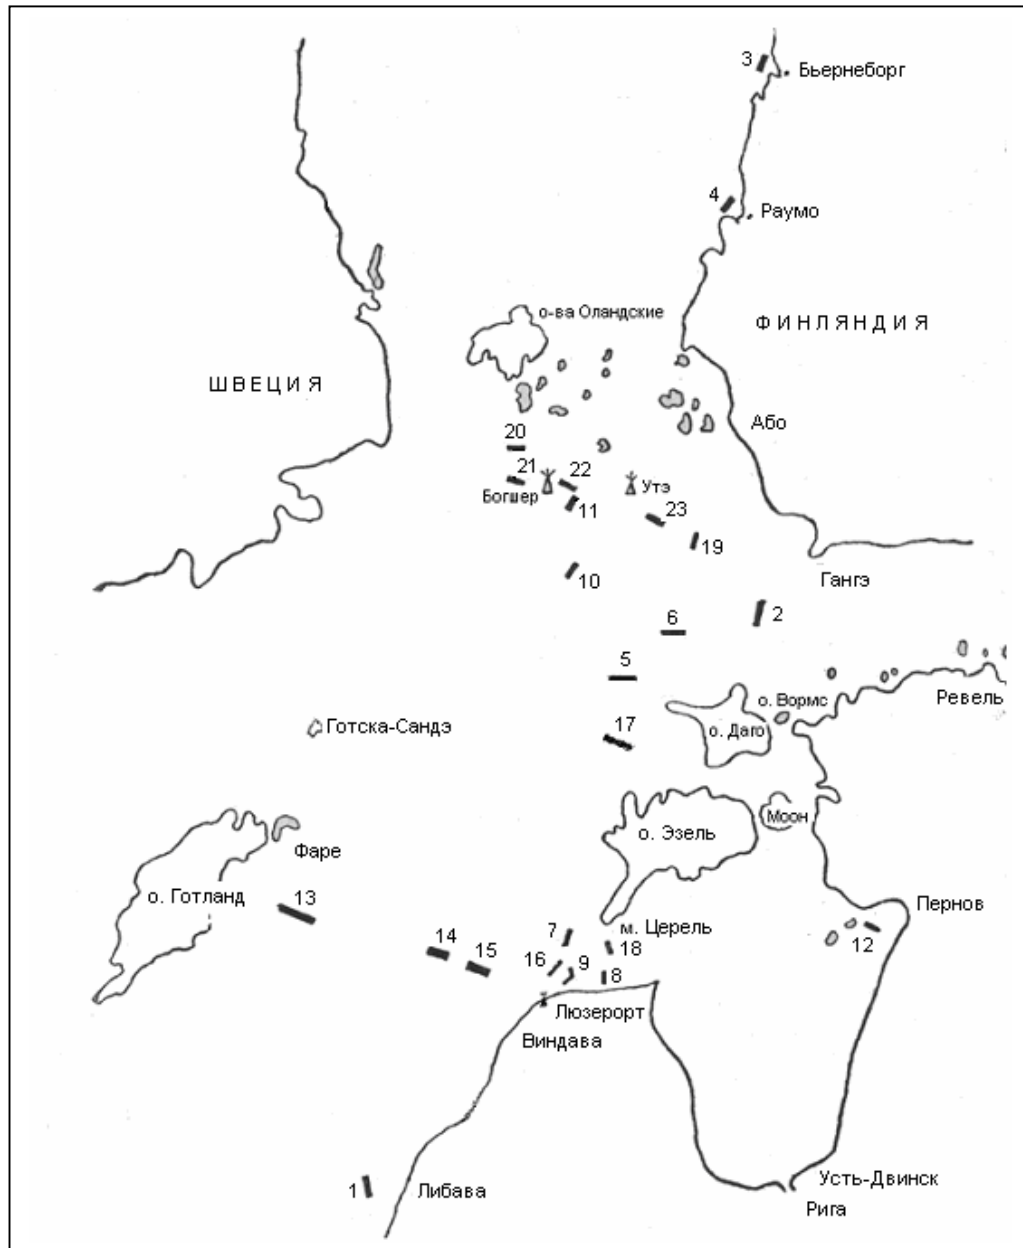 3
Бьернеборг
4
Раумо
о-ва Оландские
ФИНЛЯНДИЯ
ШВЕЦИЯ
Або
20
21
22
Утэ
Богшер
11
23
19
10
Гангэ
6
2
5
о. Вормс
Ревель
17
о. Даго
Готска-Сандэ
Моон
о. Эзель
Фаре
о. Готланд
13
Пернов
7
м. Церель
12
14
15
18
16
9
8
Люзерорт
Виндава
1
Либава
Усть-Двинск
Рига